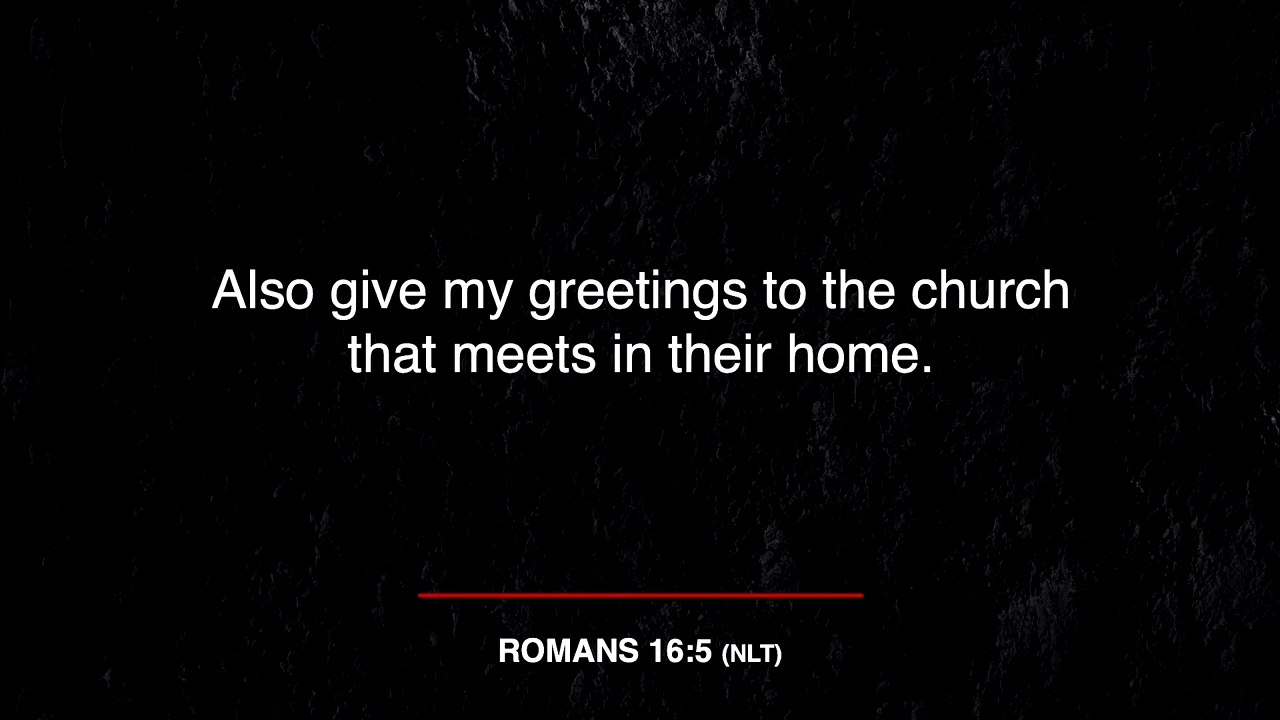 Also give my greetings to the church
that meets in their home.
ROMANS 16:5 (NLT)